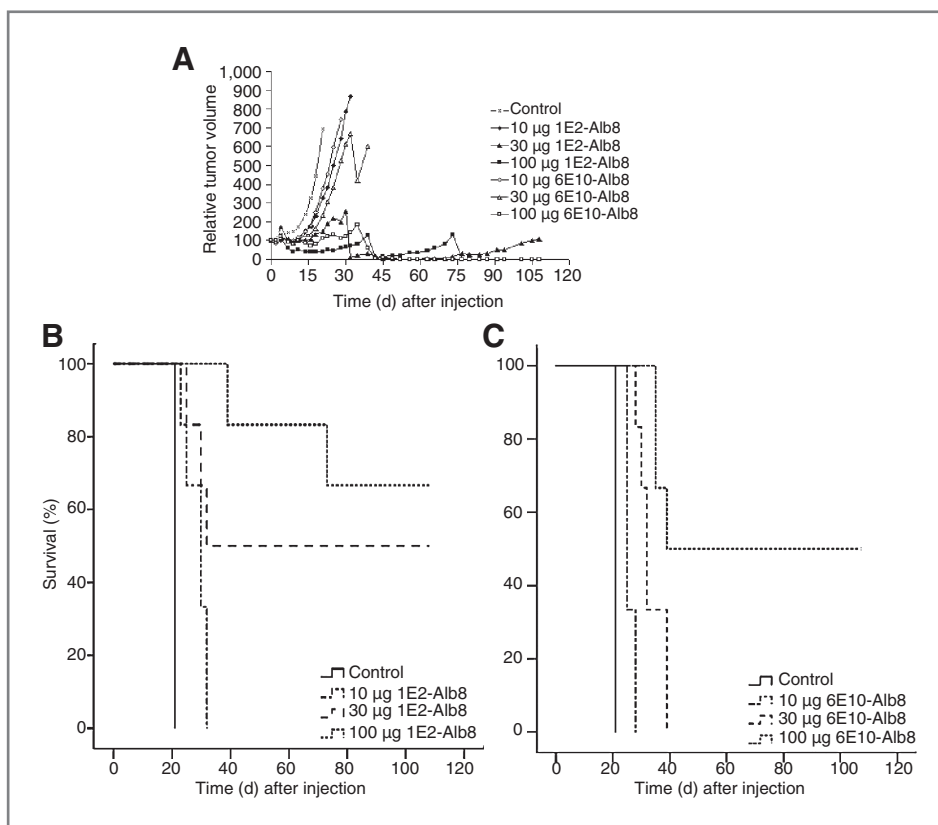 A
Relative tumor volume
1,000
900
800
700
600
500
400
300
200
100
0
0 15 30 45 60 75 90 105 120
Time (d) after injection
Control
10 µg 1E2-Alb8
30 µg 1E2-Alb8
100 µg 1E2-Alb8
10 µg 6E10-Alb8
30 µg 6E10-Alb8
100 µg 6E10-Alb8
B
Survival (%)
100
80
60
40
20
0
0 20 40 60 80 100 120
Time (d) after injection
Control
10 µg 1E2-Alb8
30 µg 1E2-Alb8
100 µg 1E2-Alb8
C
100
80
60
40
20
0
0 20 40 60 80 100 120
Time (d) after injection
Control
10 µg 6E10-Alb8
30 µg 6E10-Alb8
100 µg 6E10-Alb8